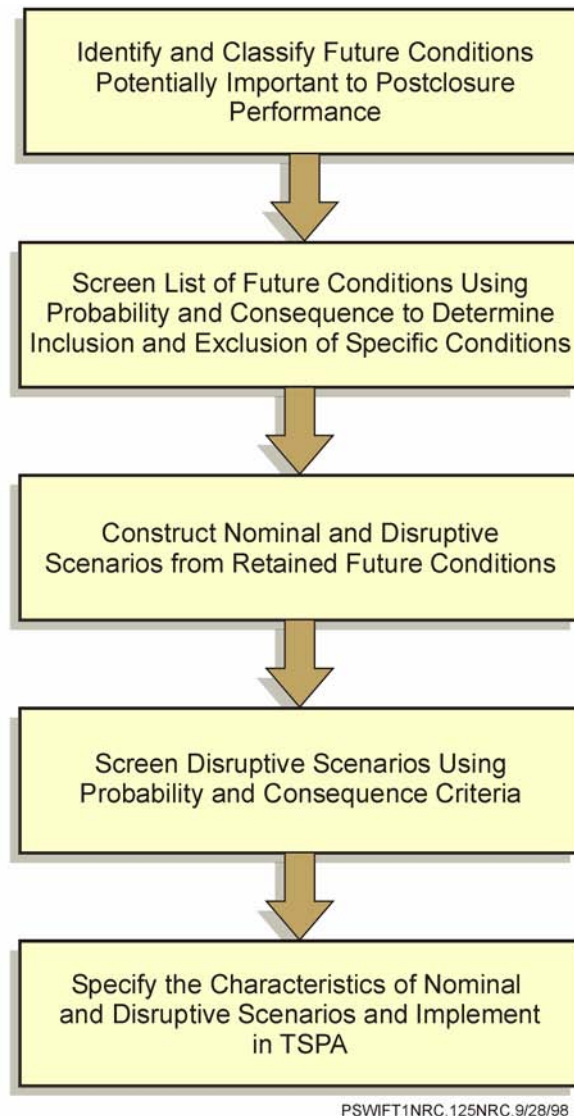 Identify and Classify Future Conditions
Potentially Important to Postclosure
Performance
Screen List of Future Conditions Using
Probability and Consequence to Determine
Inclusion and Exclusion of Specific Conditions
Construct Nominal and Disruptive
Scenarios from Retained Future Conditions
Screen Disruptive Scenarios Using
Probability and Consequence Criteria
Specify the Characteristics of Nominal
and Disruptive Scenarios and Implement
in TSPA
PSWIFT1NRC.125NRC.9/28/98